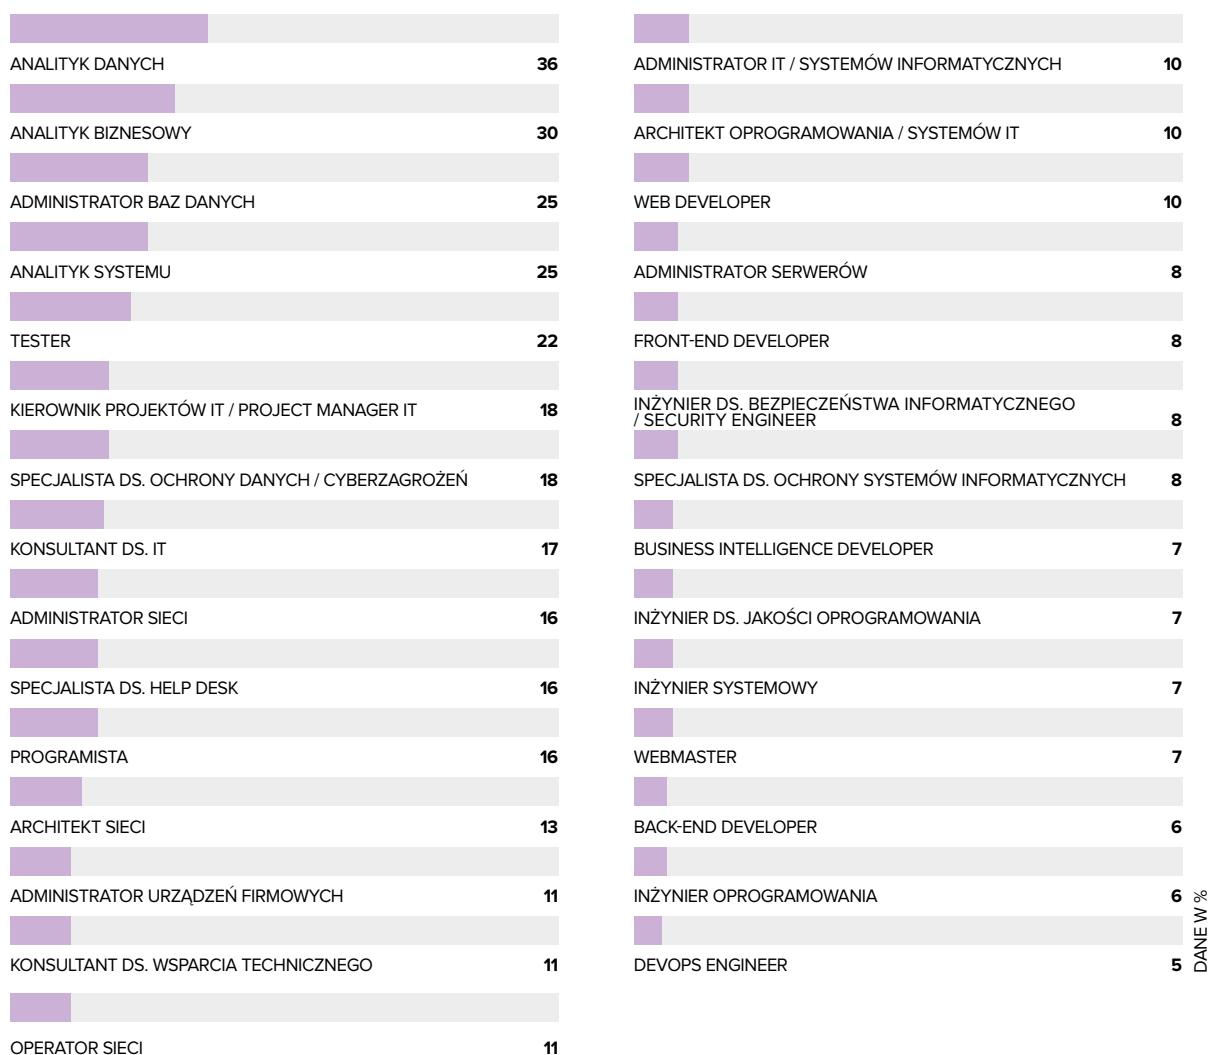 ANALITYK DANYCH 36
ANALITYK BIZNESOWY 30
ADMINISTRATOR BAZ DANYCH 25
ANALITYK SYSTEMU 25
TESTER 22
KIEROWNIK PROJEKTÓW IT / PROJECT MANAGER IT 18
SPECJALISTA DS. OCHRONY DANYCH / CYBERZAGROŻEŃ 18
KONSULTANT DS. IT 17
ADMINISTRATOR SIECI 16
SPECJALISTA DS. HELP DESK 16
PROGRAMISTA 16
ARCHITEKT SIECI 13
ADMINISTRATOR URZĄDZEŃ FIRMOWYCH 11
KONSULTANT DS. WSPARCIA TECHNICZNEGO 11
OPERATOR SIECI 11
ADMINISTRATOR IT / SYSTEMÓW INFORMATYCZNYCH 10
ARCHITEKT OPROGRAMOWANIA / SYSTEMÓW IT 10
WEB DEVELOPER 10
ADMINISTRATOR SERWERÓW 8
FRONT-END DEVELOPER 8
INŻYNIER DS. BEZPIECZEŃSTWA INFORMATYCZNEGO
/ SECURITY ENGINEER 8
SPECJALISTA DS. OCHRONY SYSTEMÓW INFORMATYCZNYCH 8
BUSINESS INTELLIGENCE DEVELOPER 7
INŻYNIER DS. JAKOŚCI OPROGRAMOWANIA 7
INŻYNIER SYSTEMOWY 7
WEBMASTER 7
BACK-END DEVELOPER 6
INŻYNIER OPROGRAMOWANIA 6
DEVOPS ENGINEER 5
DANE W %